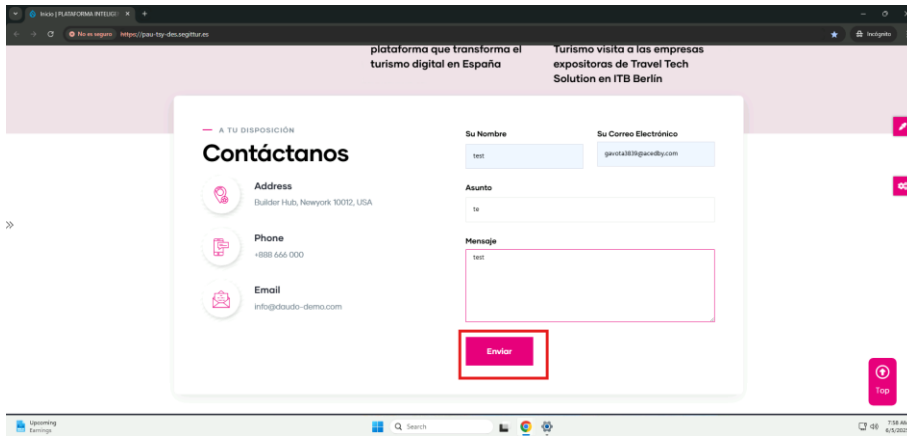 Inicio | PLATAFORMA INTELIGE
No es seguro https://pau-tsy-des.segittur.es
Incógnito
plataforma que transforma el
turismo digital en España
Turismo visita a las empresas
expositoras de Travel Tech
Solution en ITB Berlín
A TU DISPOSICIÓN
Contáctanos
Address
Builder Hub, Newyork 10012, USA
Phone
+888 666 000
Email
info@daudo-demo.com
Su Nombre
test
Su Correo Electrónico
gavota3839@acedby.com
Asunto
te
Mensaje
test
Enviar
Top
Upcoming
Earnings
Search
7:58 AM